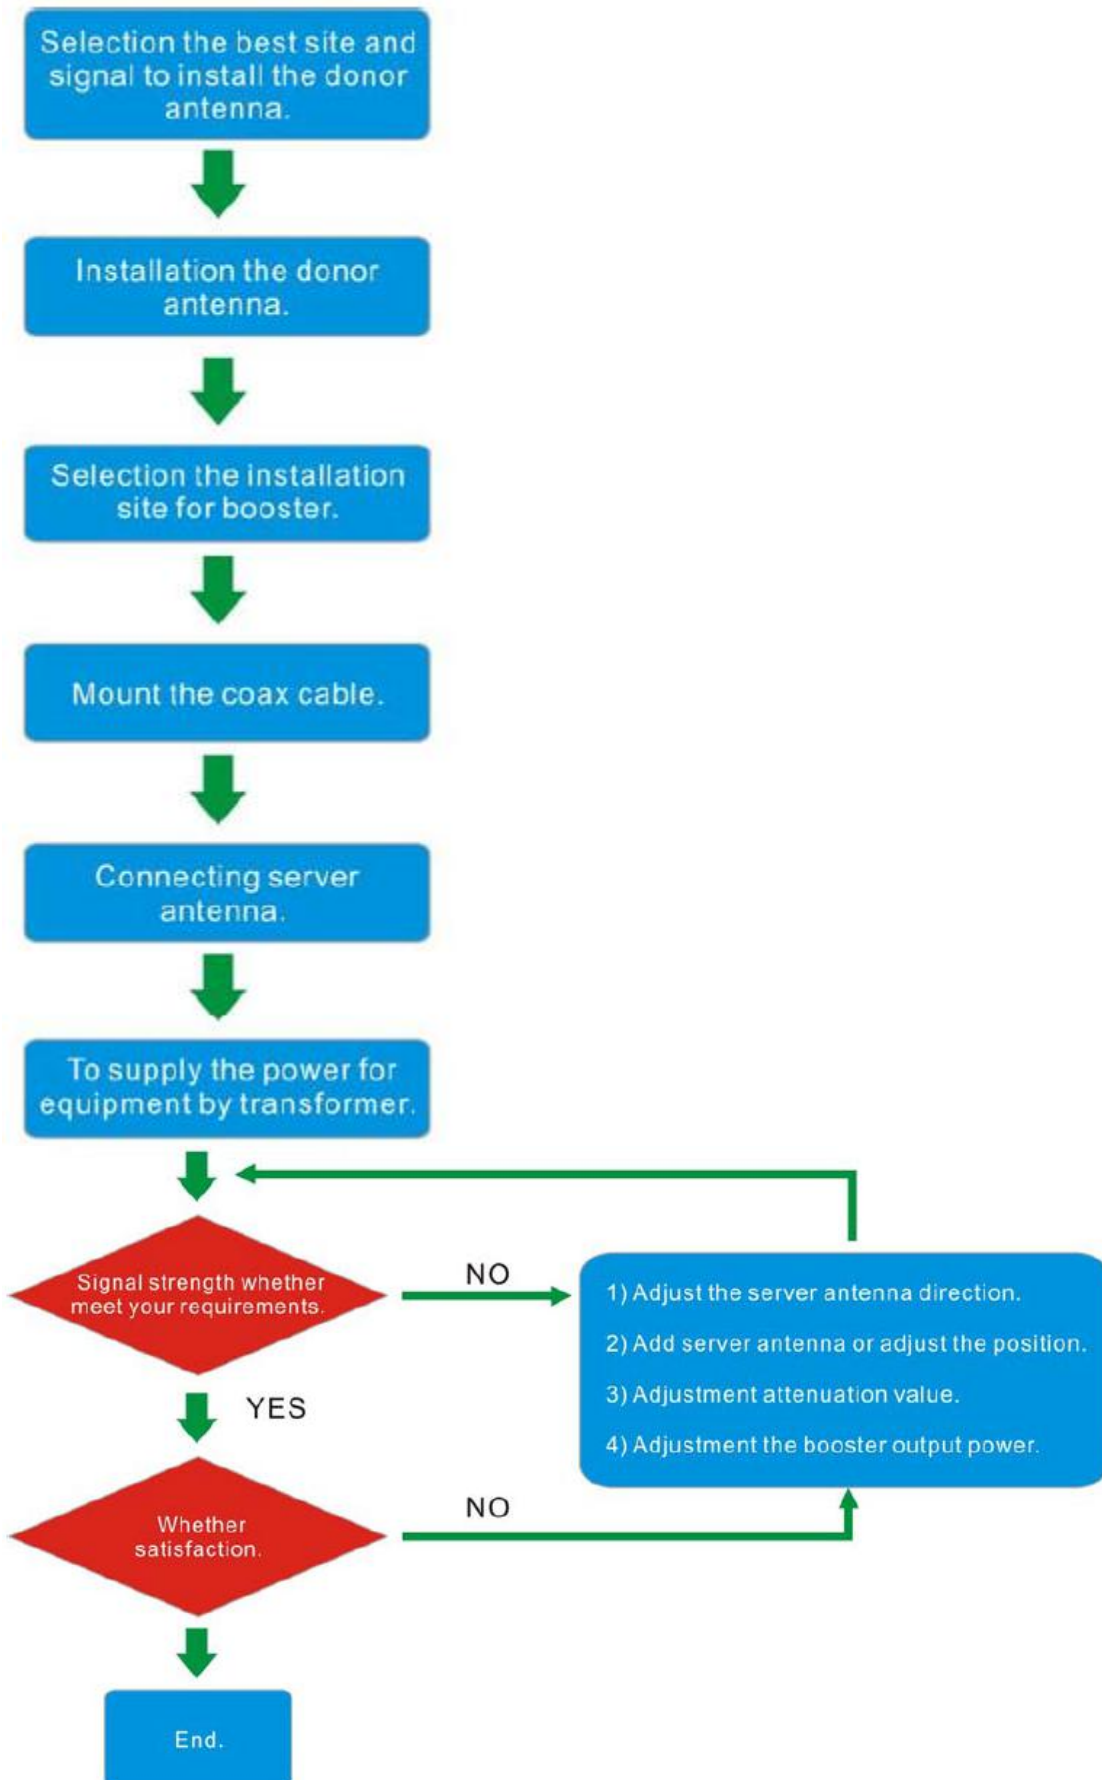 Selection the best site and
signal to install the donor
antenna.
Installation the donor
antenna.
Selection the installation
site for booster.
Mount the coax cable.
Connecting server
antenna.
To supply the power for
equipment by transformer.
Signal strength whether
meet your requirements.
NO
1) Adjust the server antenna direction.
2) Add server antenna or adjust the position.
3) Adjustment attenuation value.
4) Adjustment the booster output power.
YES
Whether
satisfaction.
NO
End.